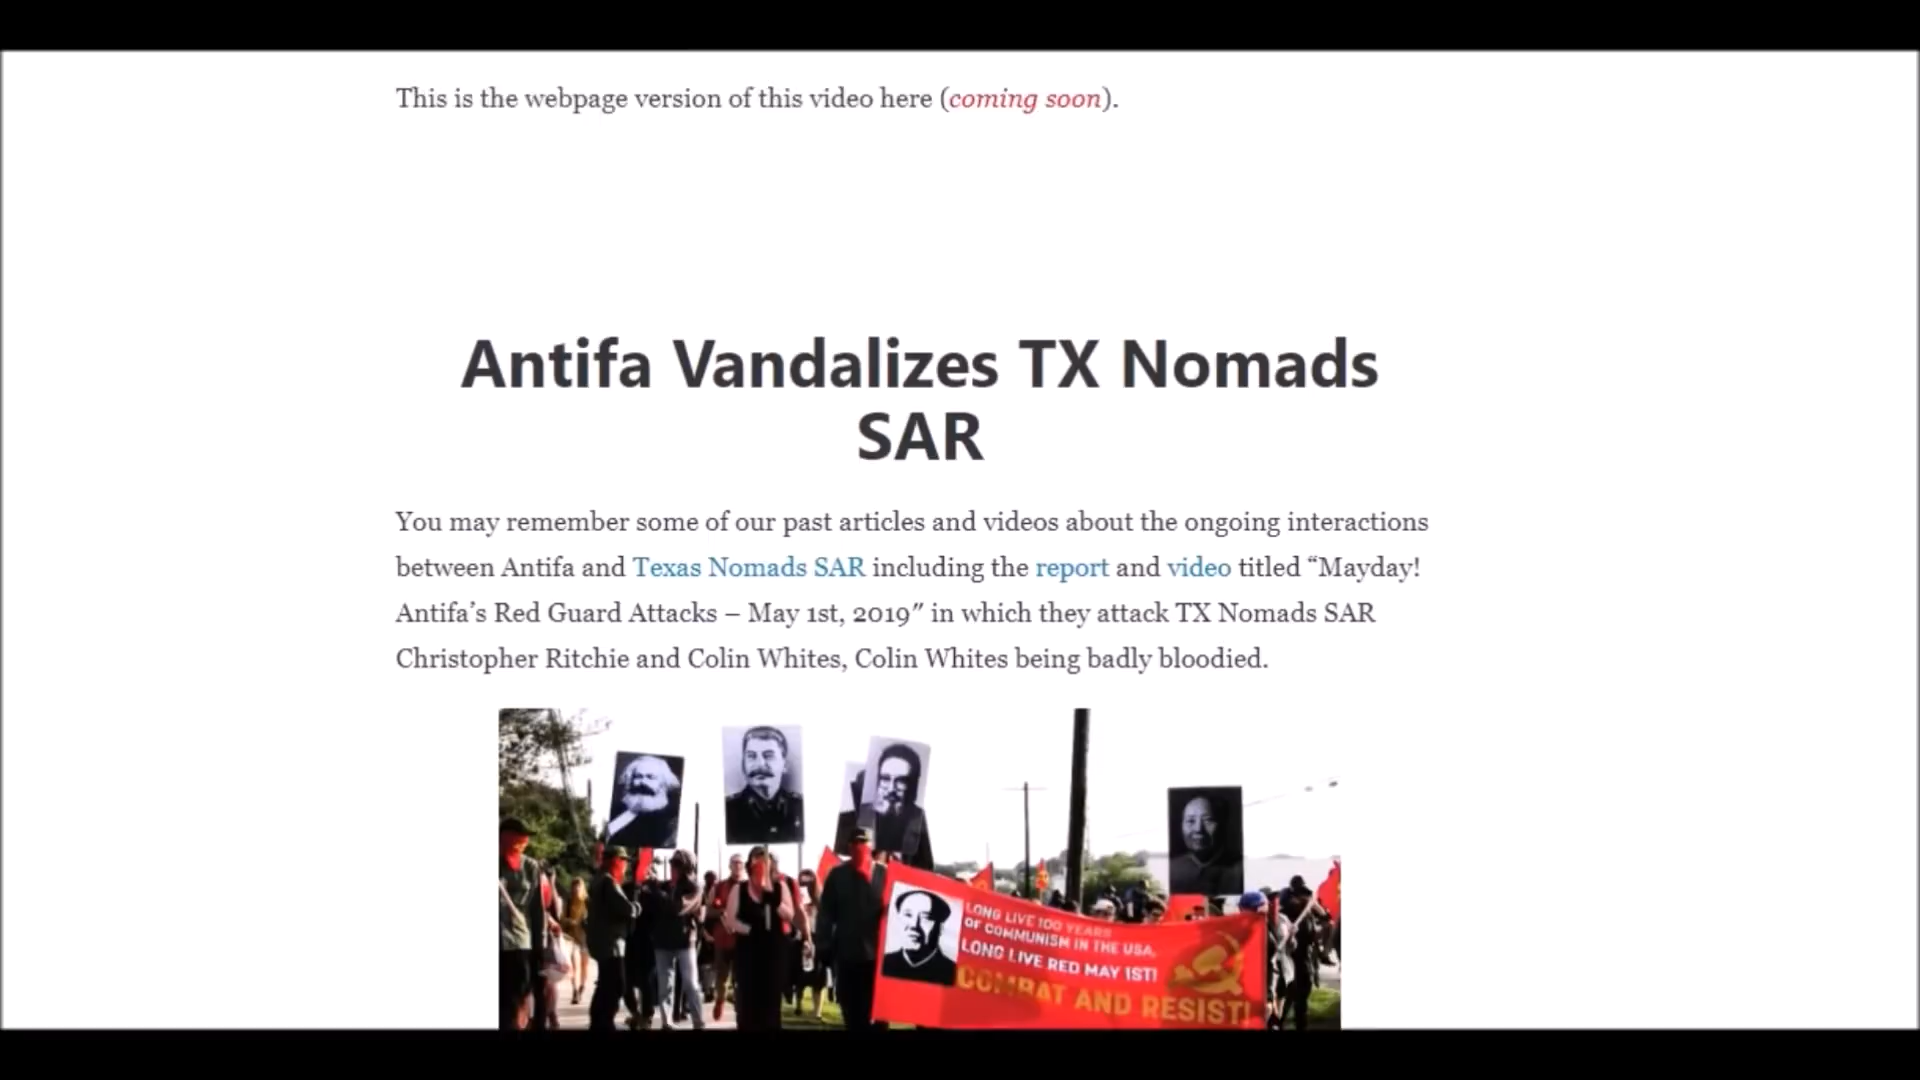 This is the webpage version of this video here (coming soon).
Antifa Vandalizes TX Nomads
SAR
You may remember some of our past articles and videos about the ongoing interactions
between Antifa and Texas Nomads SAR including the report and video titled “Mayday!
Antifa’s Red Guard Attacks – May 1st, 2019″ in which they attack TX Nomads SAR
Christopher Ritchie and Colin Whites, Colin Whites being badly bloodied.
LONG LIVE 100 YEARS
OF COMMUNISM IN THE USA,
LONG LIVE RED MAY 1ST!
COMBAT AND RESIST!